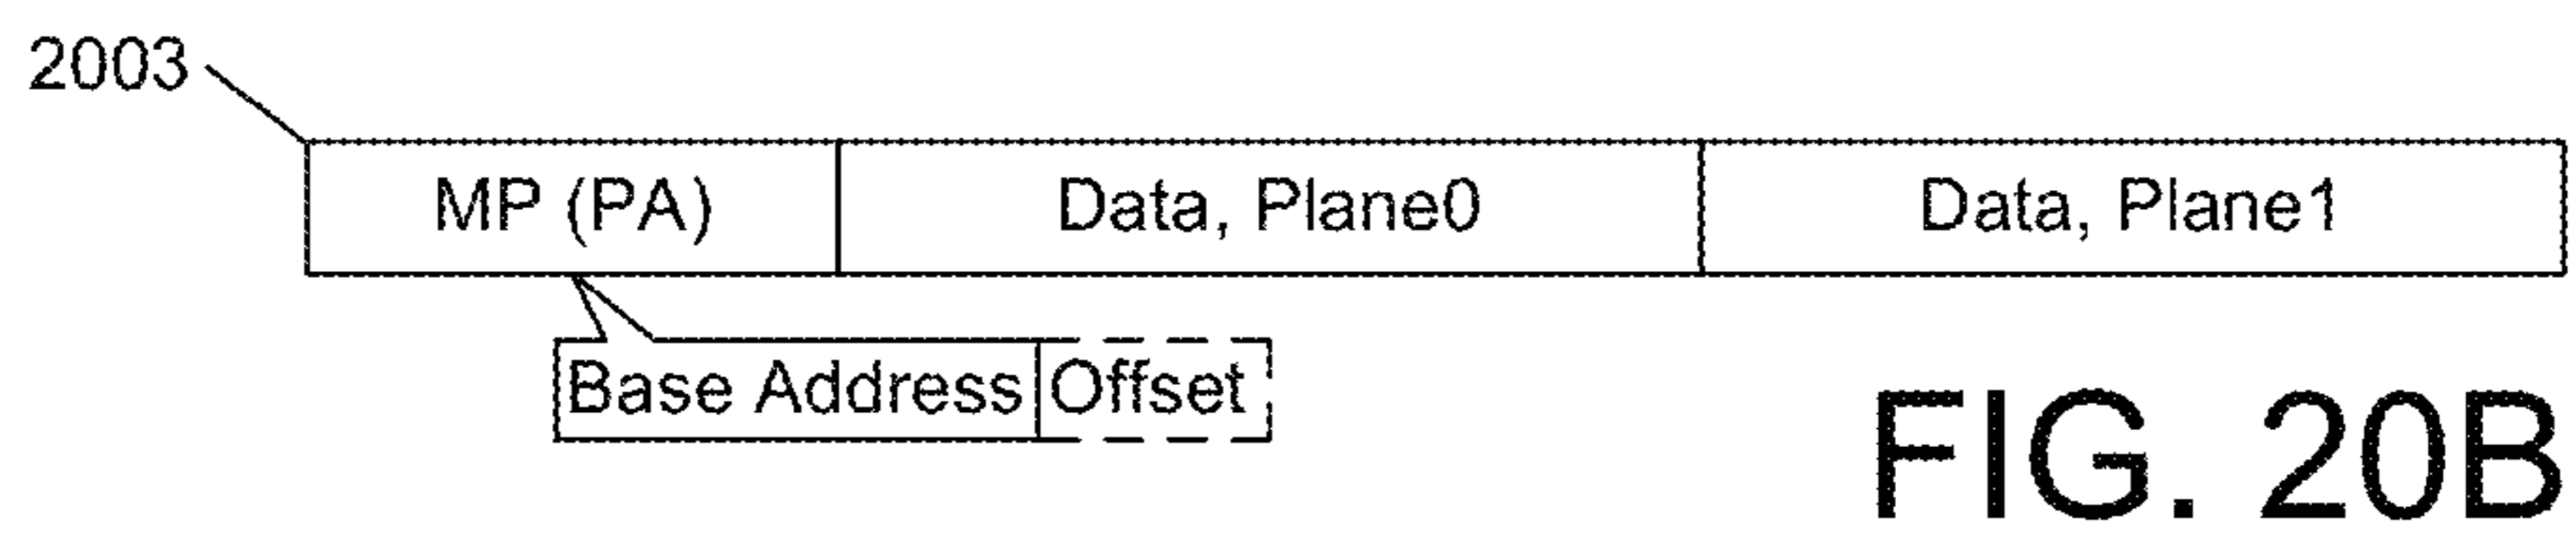 2003
MP (PA) Data, Plane0 Data, Plane1
Base Address Offset
FIG. 20B